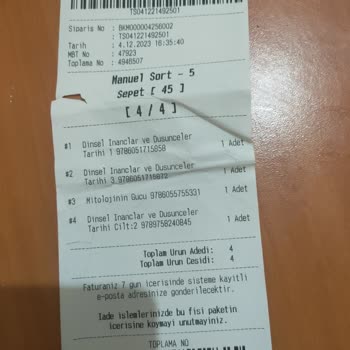 TS041221492501
Siparis No : BKM000004256002
: TS041221492501
Tarih : 4.12.2023 16:35:40
MBT No : 47923
Toplama No : 4948507
Manuel Sort - 5
Sepet [ 45 ]
[ 4/4 ]
#1 Dinsel Inanclar ve Dusunceler 1 Adet
Tarihi 1 9786051715858
#2 Dinsel Inanclar ve Dusunceler 1 Adet
Tarihi 3 9786051715872
#3 Mitolojinin Gucu 9786055755331 1 Adet
#4 Dinsel Inanclar ve Dusunceler 1 Adet
Tarihi Cilt:2 9789758240845
Toplam Urun Adedi: 4
Toplam Urun Cesidi: 4
Faturaniz 7 gun icerisinde sisteme kayitli
e-posta adresinize gonderilecektir.
Iade islemlerinizde bu fisi paketin
icerisine koymayi unutmayiniz.
TOPLAMA NO